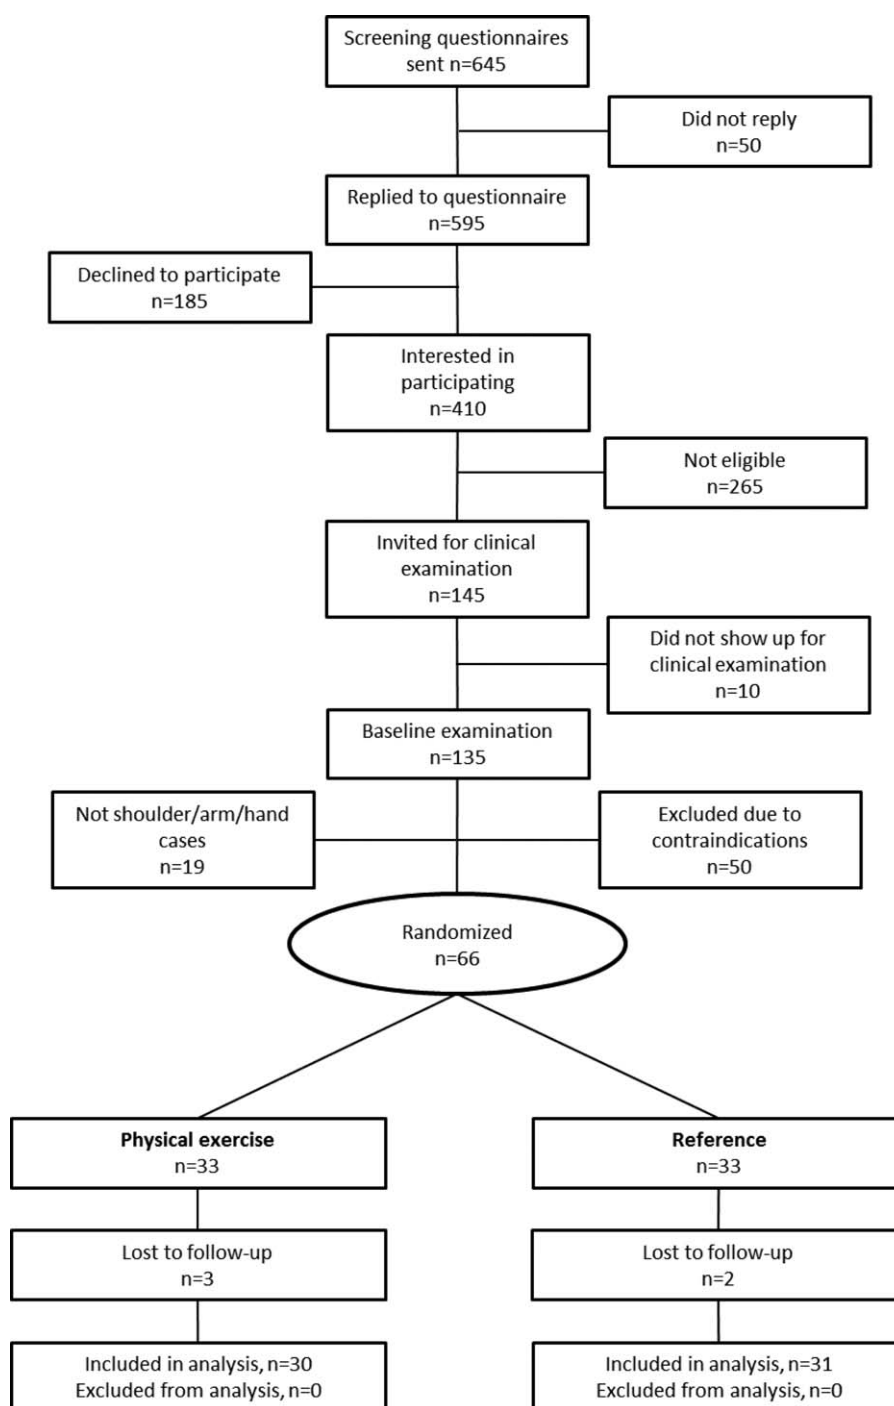 Screening questionnaires
sent n=645
Did not reply
n=50
Replied to questionnaire
n=595
Declined to participate
n=185
Interested in
participating
n=410
Not eligible
n=265
Invited for clinical
examination
n=145
Did not show up for
clinical examination
n=10
Baseline examination
n=135
Not shoulder/arm/hand
cases
n=19
Excluded due to
contraindications
n=50
Randomized
n=66
Physical exercise
n=33
Reference
n=33
Lost to follow-up
n=3
Lost to follow-up
n=2
Included in analysis, n=30
Excluded from analysis, n=0
Included in analysis, n=31
Excluded from analysis, n=0